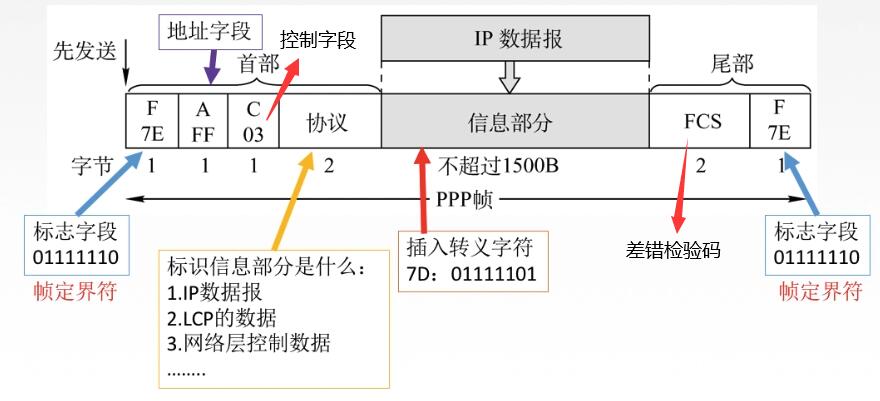 地址字段
控制字段
IP 数据报
先发送
首部
尾部
F
7E
A
FF
C
03
协议
信息部分
FCS
F
7E
字节
1
1
1
2
不超过1500B
2
1
PPP帧
标志字段
01111110
帧定界符
标识信息部分是什么：
1.IP数据报
2.LCP的数据
3.网络层控制数据
........
插入转义字符
7D：01111101
差错检验码
标志字段
01111110
帧定界符